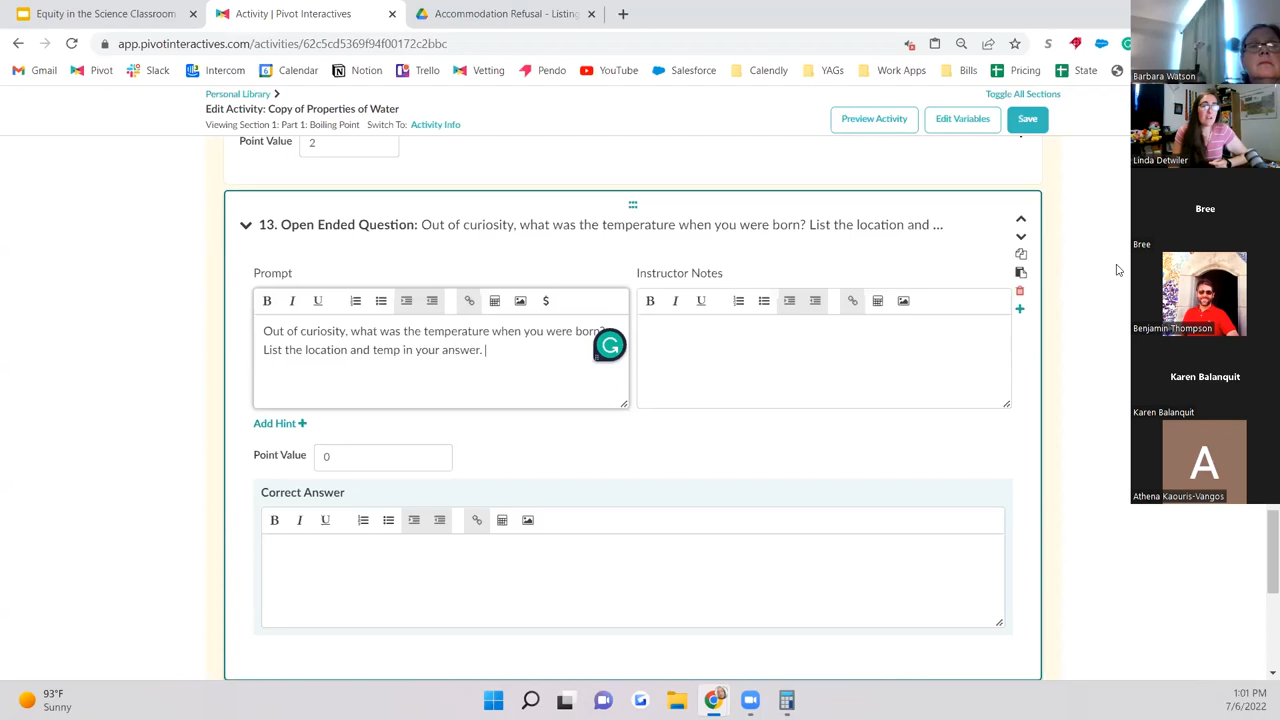 Equity in the Science Classroom
Activity | Pivot Interactives
Accommodation Refusal - Listing
app.pivotinteractives.com/activities/62c5cd5369f94f00172c2bbc
Gmail
Pivot
Slack
Intercom
Calendar
Notion
Trello
Vetting
Pendo
YouTube
Salesforce
Calendly
YAGs
Work Apps
Bills
Pricing
State
Personal Library
Toggle All Sections
Edit Activity: Copy of Properties of Water
Viewing Section 1: Part 1: Boiling Point Switch To: Activity Info
Preview Activity
Edit Variables
Save
Point Value 2
13. Open Ended Question: Out of curiosity, what was the temperature when you were born? List the location and ...
Prompt
Instructor Notes
B I U $
B I U
Out of curiosity, what was the temperature when you were born?
List the location and temp in your answer.
Add Hint +
Point Value 0
Correct Answer
B I U
Barbara Watson
Linda Detwiler
Bree
Bree
Benjamin Thompson
Karen Balanquit
Karen Balanquit
A
Athena Kaouris-Vangos
93°F
Sunny
1:01 PM
7/6/2022